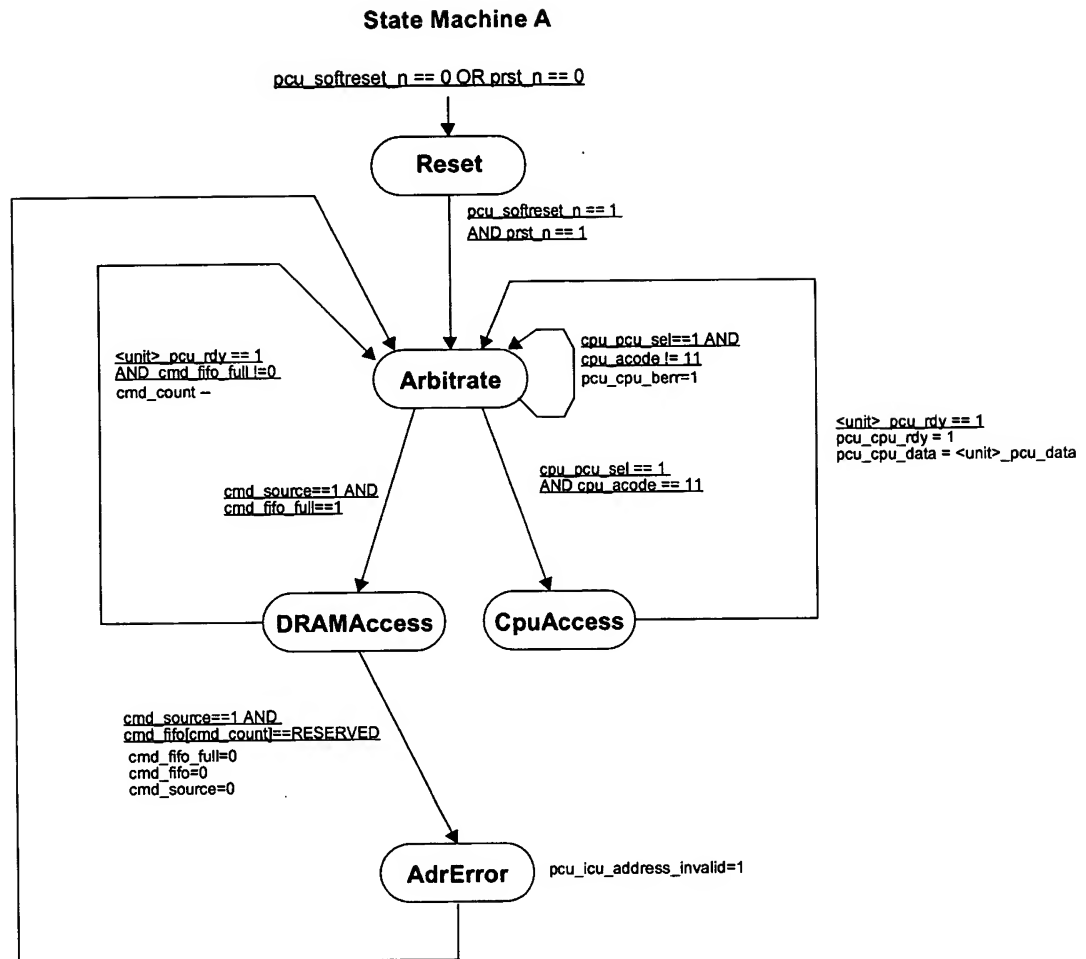 State Machine A
pcu_softreset_n == 0 OR prst_n == 0
Reset
pcu_softreset_n == 1
AND prst_n == 1
<unit>_pcu_rdy == 1
AND cmd_fifo_full !=0
cmd_count --
Arbitrate
cpu_pcu_sel==1 AND
cpu_acode != 11
pcu_cpu_berr=1
<unit>_pcu_rdy == 1
pcu_cpu_rdy = 1
pcu_cpu_data = <unit>_pcu_data
cmd_source==1 AND
cmd_fifo_full==1
cpu_pcu_sel == 1
AND cpu_acode == 11
DRAMAccess
CpuAccess
cmd_source==1 AND
cmd_fifo[cmd_count]==RESERVED
cmd_fifo_full=0
cmd_fifo=0
cmd_source=0
AdrError
pcu_icu_address_invalid=1